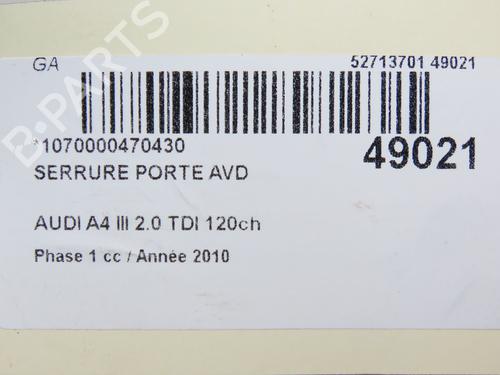 GA 52713701 49021
*1070000470430 49021
SERRURE PORTE AVD
AUDI A4 III 2.0 TDI 120ch
Phase 1 cc / Année 2010
B-PARTS